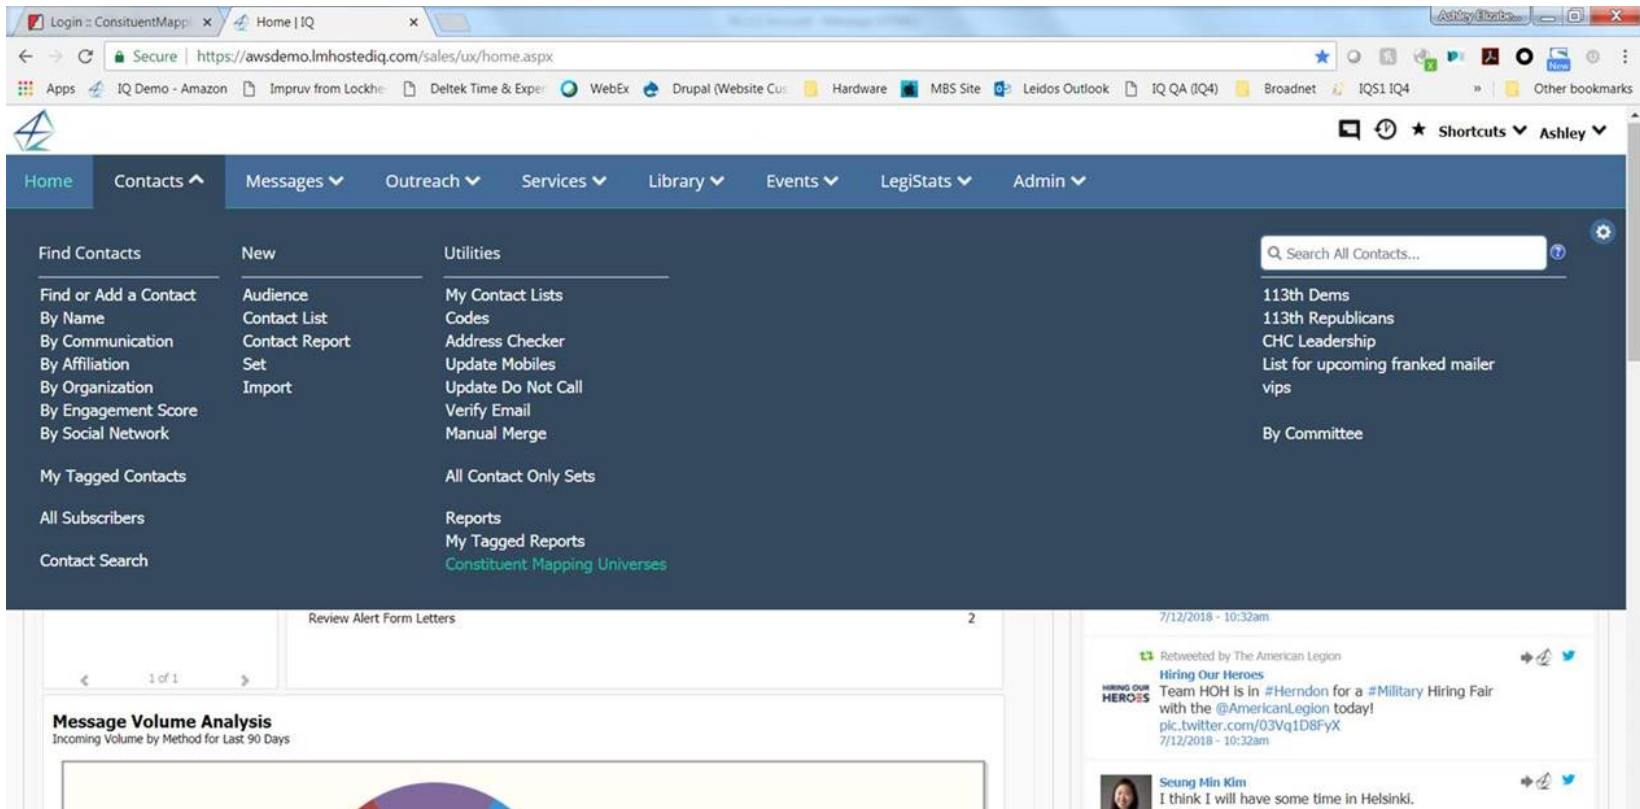 Login :: ConsituentMapp
Home | IQ
Secure | https://awsdemo.lmhostediq.com/sales/ux/home.aspx
Apps IQ Demo - Amazon Impruv from Lockhe Deltek Time & Exper WebEx Drupal (Website Cus Hardware MBS Site Leidos Outlook IQ QA (IQ4) Broadnet IQS1 IQ4 » Other bookmarks
New
Shortcuts Ashley
Home Contacts Messages Outreach Services Library Events LegiStats Admin
Find Contacts
Find or Add a Contact
By Name
By Communication
By Affiliation
By Organization
By Engagement Score
By Social Network
My Tagged Contacts
All Subscribers
Contact Search
New
Audience
Contact List
Contact Report
Set
Import
Utilities
My Contact Lists
Codes
Address Checker
Update Mobiles
Update Do Not Call
Verify Email
Manual Merge
All Contact Only Sets
Reports
My Tagged Reports
Constituent Mapping Universes
Search All Contacts...
113th Dems
113th Republicans
CHC Leadership
List for upcoming franked mailer
vips
By Committee
Review Alert Form Letters 2
1 of 1
Message Volume Analysis
Incoming Volume by Method for Last 90 Days
7/12/2018 - 10:32am
Retweeted by The American Legion
HIRING OUR
HEROES
Hiring Our Heroes
Team HOH is in #Herndon for a #Military Hiring Fair
with the @AmericanLegion today!
pic.twitter.com/03Vq1D8FyX
7/12/2018 - 10:32am
Seung Min Kim
I think I will have some time in Helsinki.